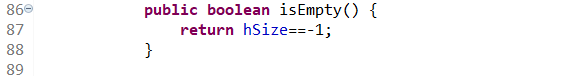 86 public boolean isEmpty() {
87 return hSize==-1;
88 }
89